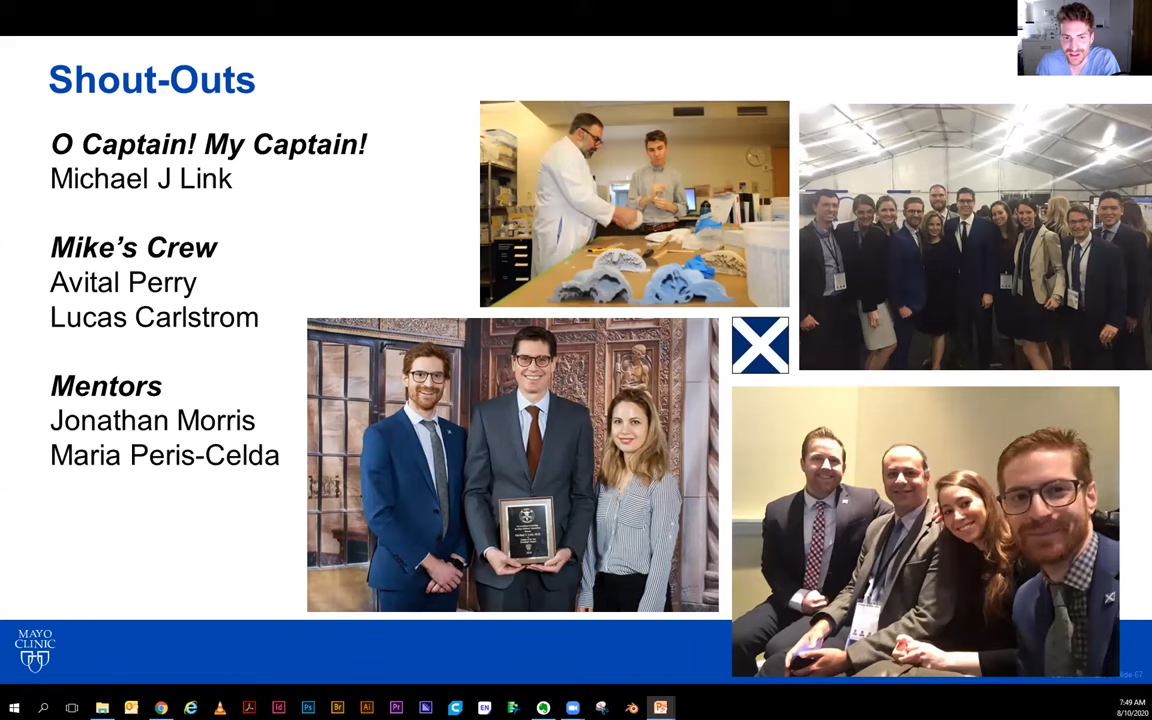 Shout-Outs
O Captain! My Captain!
Michael J Link
Mike's Crew
Avital Perry
Lucas Carlstrom
Mentors
Jonathan Morris
Maria Peris-Celda
MAYO
CLINIC
7:49 AM
8/10/2020